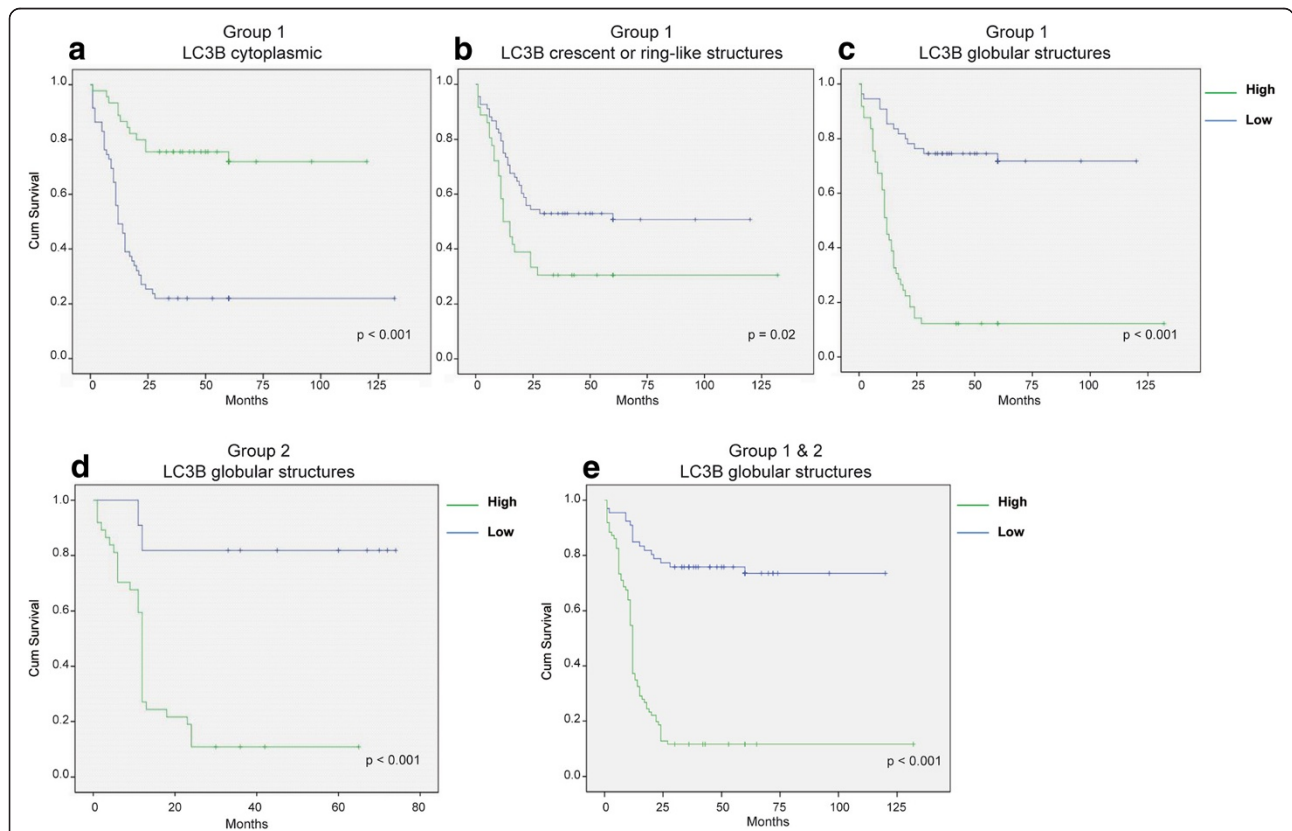 a
Group 1
LC3B cytoplasmic
1.0
0.8
0.6
0.4
0.2
0.0
Cum Survival
p < 0.001
0 25 50 75 100 125
Months
b
Group 1
LC3B crescent or ring-like structures
1.0
0.8
0.6
0.4
0.2
0.0
p = 0.02
0 25 50 75 100 125
Months
c
Group 1
LC3B globular structures
1.0
0.8
0.6
0.4
0.2
0.0
p < 0.001
0 25 50 75 100 125
Months
High
Low
d
Group 2
LC3B globular structures
1.0
0.8
0.6
0.4
0.2
0.0
Cum Survival
p < 0.001
0 20 40 60 80
Months
High
Low
e
Group 1 & 2
LC3B globular structures
1.0
0.8
0.6
0.4
0.2
0.0
Cum Survival
p < 0.001
0 25 50 75 100 125
Months
High
Low